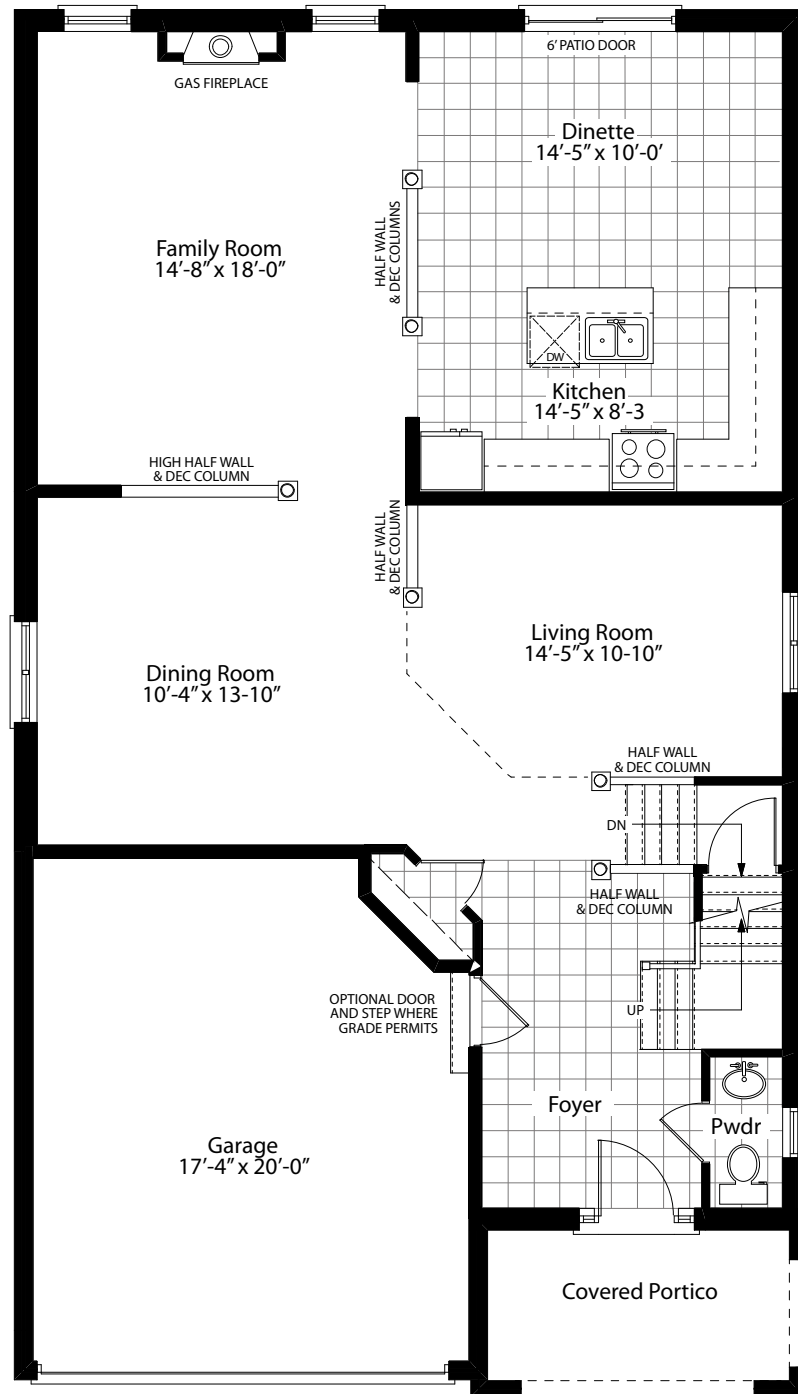 6' PATIO DOOR
GAS FIREPLACE
Dinette
14'-5" x 10'-0'
HALF WALL
& DEC COLUMNS
Family Room
14'-8" x 18'-0"
DW
Kitchen
14'-5" x 8'-3
HIGH HALF WALL
& DEC COLUMN
HALF WALL
& DEC COLUMN
Living Room
14'-5" x 10-10"
Dining Room
10'-4" x 13-10"
HALF WALL
& DEC COLUMN
DN
HALF WALL
& DEC COLUMN
OPTIONAL DOOR
AND STEP WHERE
GRADE PERMITS
UP
Foyer
Pwdr
Garage
17'-4" x 20'-0"
Covered Portico